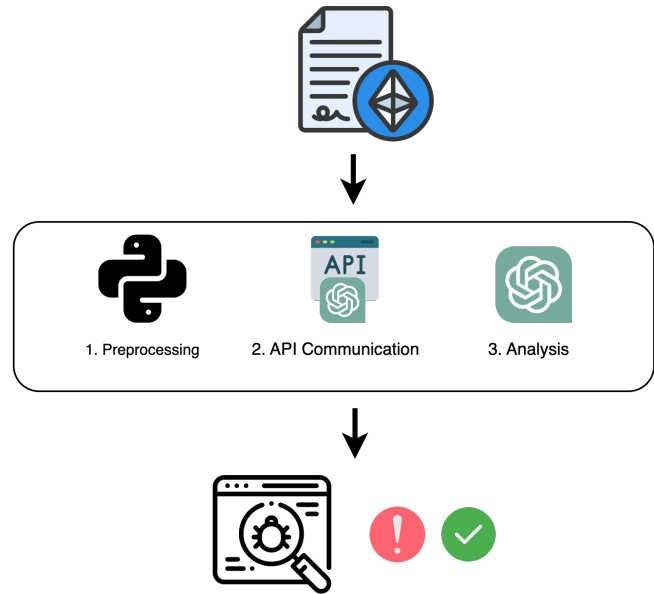 API
1. Preprocessing
2. API Communication
3. Analysis